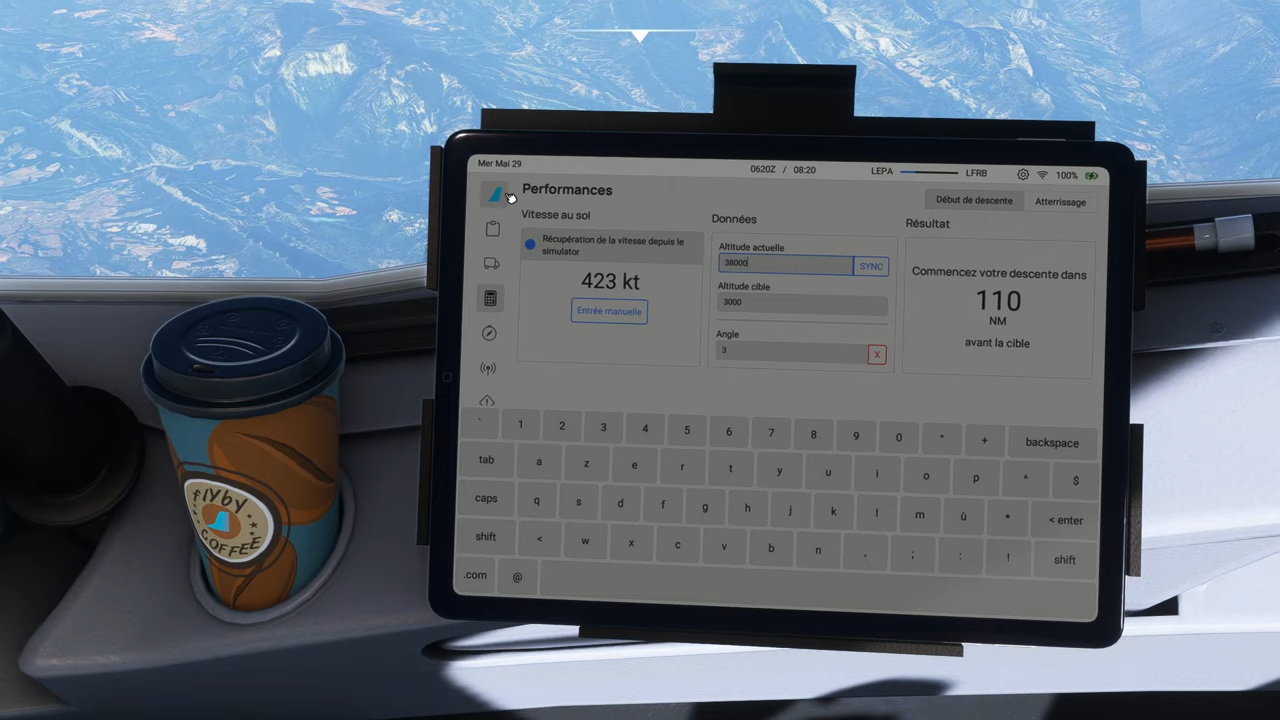 Mer Mai 29
0620Z / 08:20
LEPA
LFRB
100%
Performances
Début de descente
Atterrissage
Vitesse au sol
Récupération de la vitesse depuis le
simulator
423 kt
Entrée manuelle
Données
Altitude actuelle
38000
SYNC
Altitude cible
3000
Angle
3
X
Résultat
Commencez votre descente dans
110
NM
avant la cible
` 1 2 3 4 5 6 7 8 9 0 ° + backspace
tab a z e r t y u i o p ^ $
caps q s d f g h j k l m ù * < enter
shift < w x c v b n , ; : ! shift
.com @
flyby
COFFEE